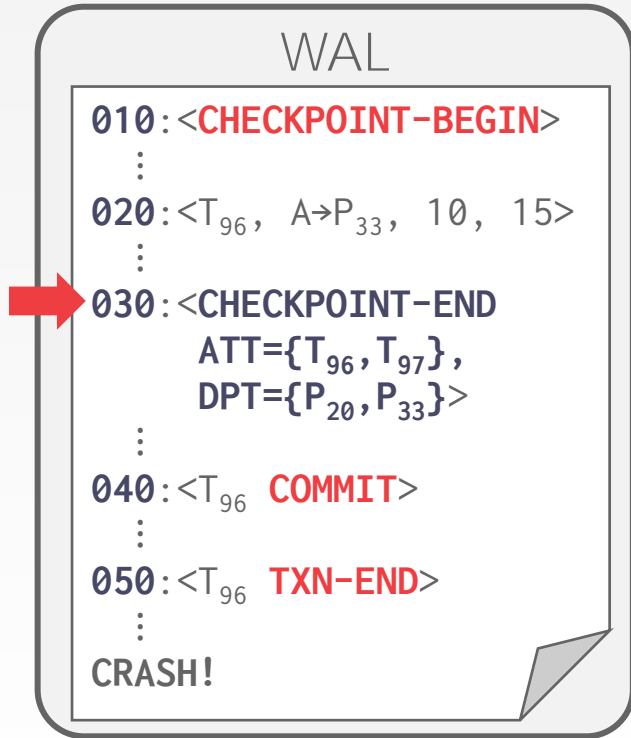 WAL
010:<CHECKPOINT-BEGIN>
⋮
020:<T₉₆, A→P₃₃, 10, 15>
⋮
030:<CHECKPOINT-END
ATT={T₉₆,T₉₇},
DPT={P₂₀,P₃₃}>
⋮
040:<T₉₆ COMMIT>
⋮
050:<T₉₆ TXN-END>
⋮
CRASH!